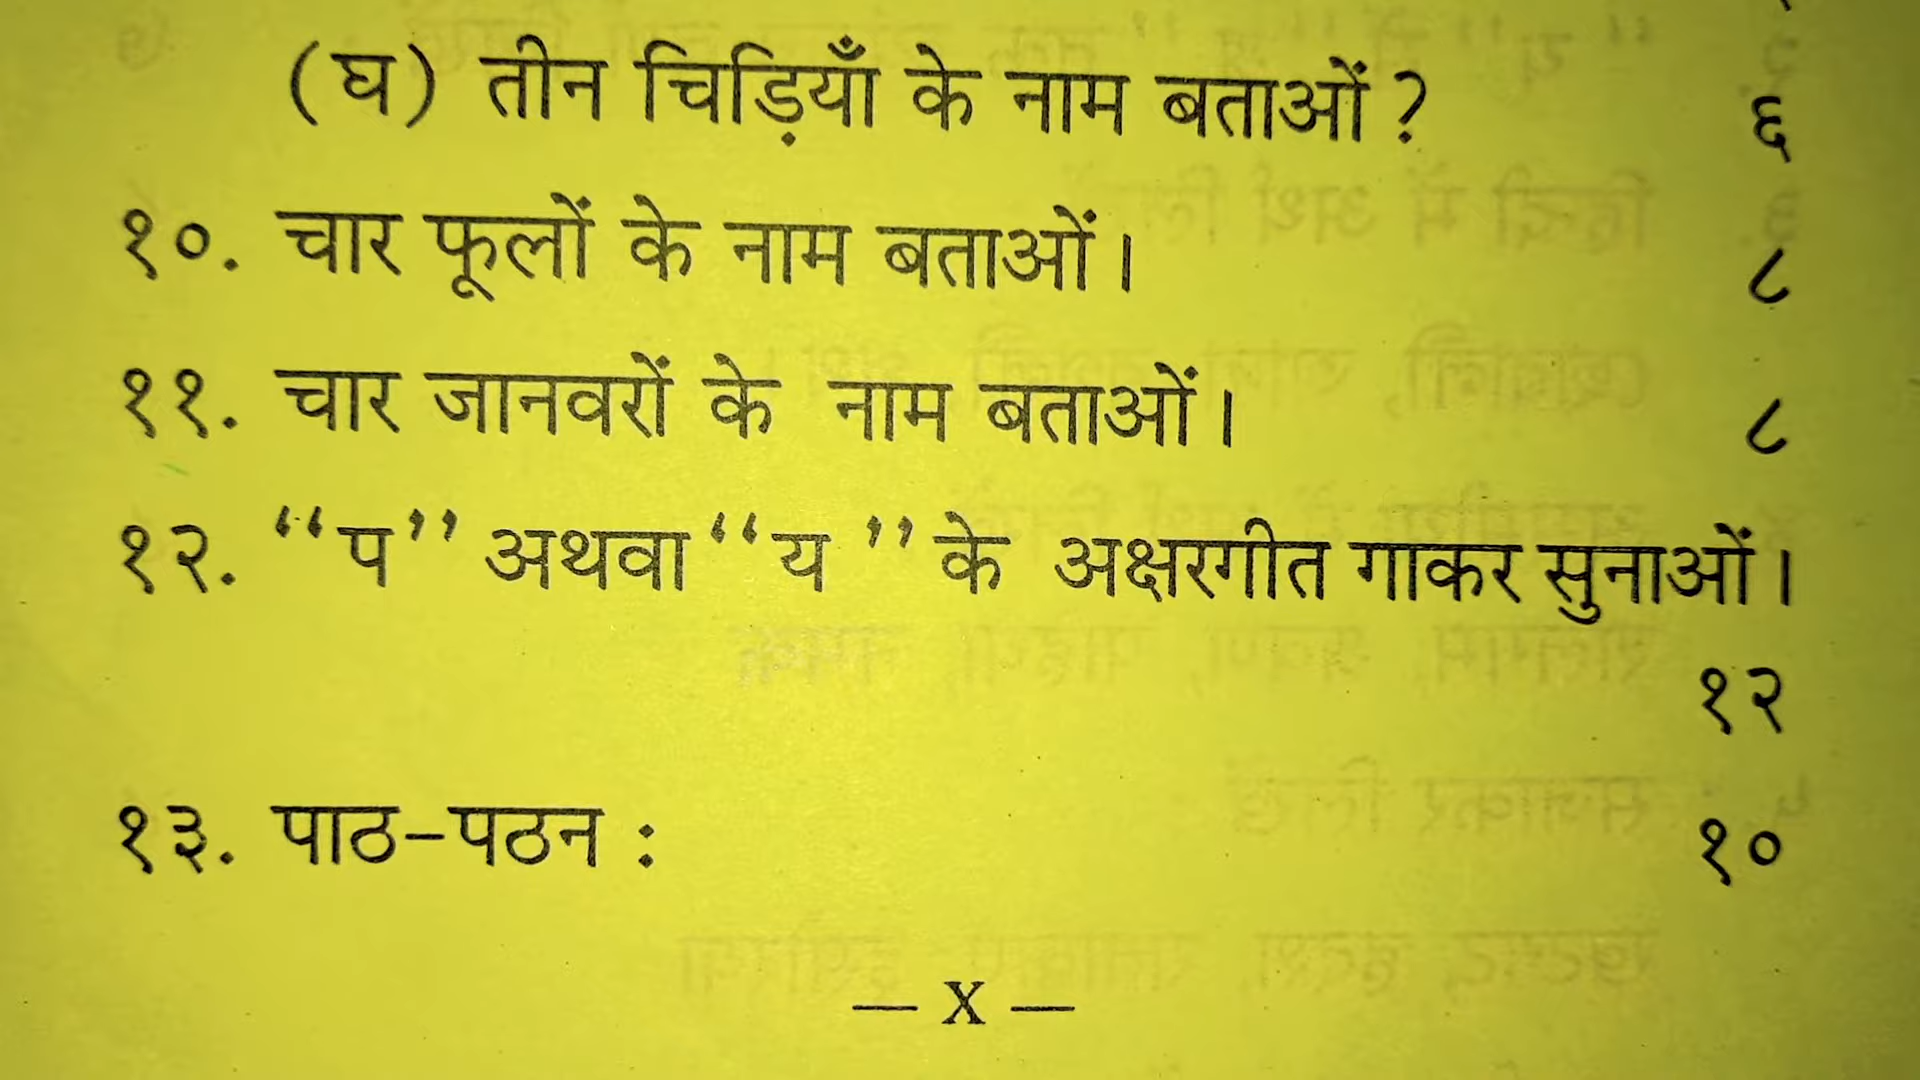 (घ) तीन चिड़ियाँ के नाम बताओं? ६
१०. चार फूलों के नाम बताओं। ८
११. चार जानवरों के नाम बताओं। ८
१२. “प” अथवा “य ” के अक्षरगीत गाकर सुनाओं।
१२
१३. पाठ-पठन : १०
— X —